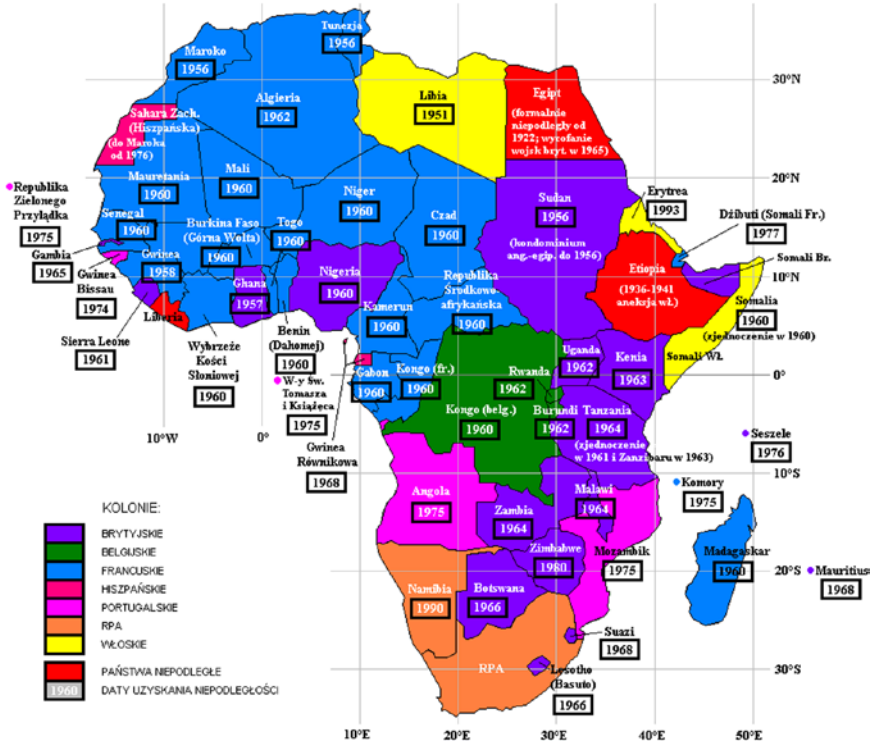 Tunezja
1956
Maroko
1956
Algieria
1962
Libia
1951
Egipt
(formalnie
niepodległy od
1922; wycofanie
wojsk bryt. w 1965)
30°N
Sahara Zach.
(Hiszpańska)
(do Maroka
od 1976)
Mauretania
1960
Mali
1960
Niger
1960
Czad
1960
Sudan
1956
(kondominium
ang.-egip. do 1956)
20°N
Erytrea
1993
Dżibuti (Somali Fr.)
1977
Somali Br.
10°N
Republika
Zielonego
Przylądka
1975
Senegal
1960
Gambia
1965
Gwinea
Bissau
1974
Gwinea
1958
Burkina Faso
(Górna Wolta)
1960
Togo
1960
Ghana
1957
Nigeria
1960
Republika
Środkowo-
afrykańska
1960
Etiopia
(1936-1941
aneksja wł.)
Somalia
1960
(zjednoczenie w 1960)
Somali Wł.
Liberia
Sierra Leone
1961
Wybrzeże
Kości
Słoniowej
1960
Benin
(Dahomej)
1960
Kamerun
1960
W-y Św.
Tomasza
i Książęca
1975
Gwinea
Równikowa
1968
Gabon
1960
Kongo (fr.)
1960
Rwanda
1962
Uganda
1962
Kenia
1963
0°
Kongo (belg.)
1960
Burundi
1962
Tanzania
1964
(zjednoczenie
w 1961 i Zanzibaru w 1963)
Seszele
1976
10°W
0°
10°S
Angola
1975
Zambia
1964
Malawi
1964
Komory
1975
Zimbabwe
1980
Mozambik
1975
Madagaskar
1960
20°S
Mauritius
1968
Namibia
1990
Botswana
1966
Suazi
1968
RPA
Lesotho
(Basuto)
1966
30°S
KOLONIE:
BRYTYJSKIE
BELGIJSKIE
FRANCUSKIE
HISZPAŃSKIE
PORTUGALSKIE
RPA
WŁOSKIE
PAŃSTWA NIEPODLEGŁE
1960 DATY UZYSKANIA NIEPODLEGŁOŚCI
10°E
20°E
30°E
40°E
50°E